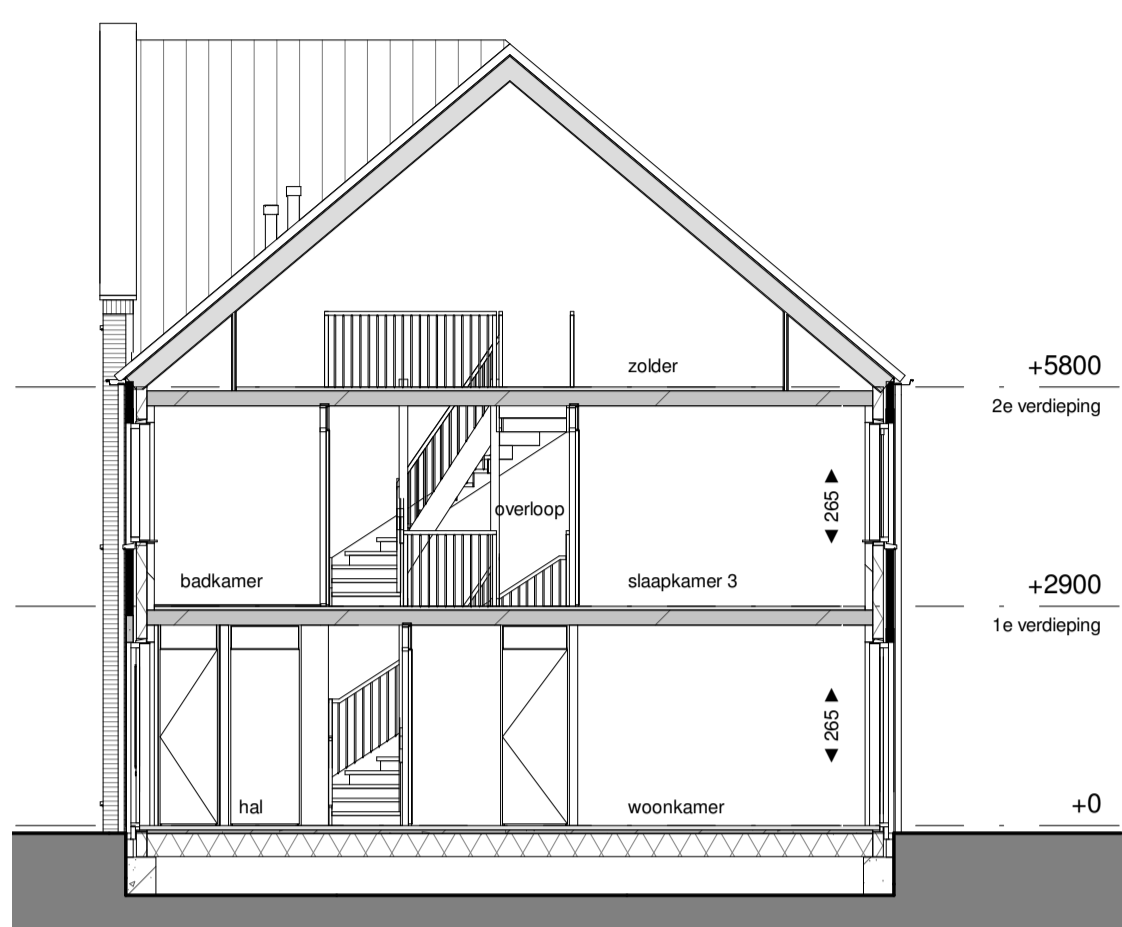 zolder
+5800
2e verdieping
265
overloop
badkamer
slaapkamer 3
+2900
1e verdieping
265
hal
woonkamer
+0